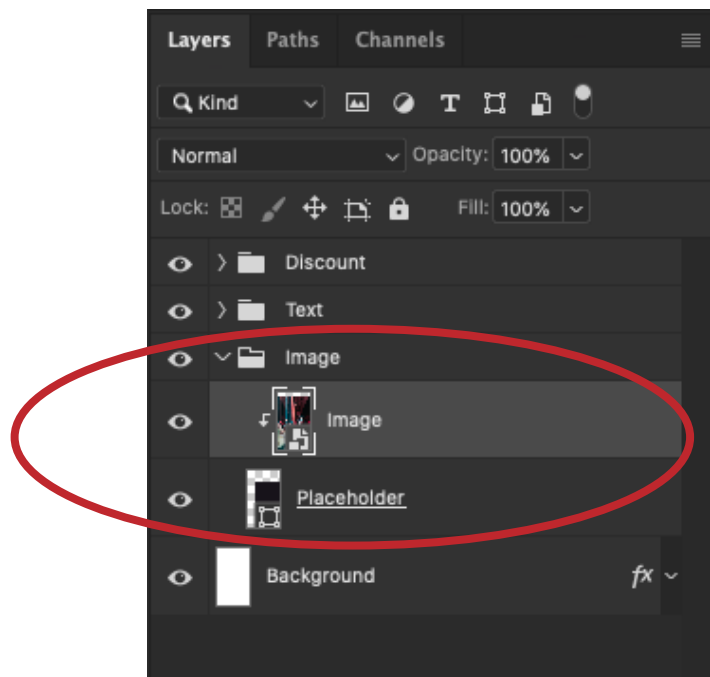 Layers Paths Channels
Kind
Normal Opacity: 100%
Lock: Fill: 100%
Discount
Text
Image
Image
Placeholder
Background fx